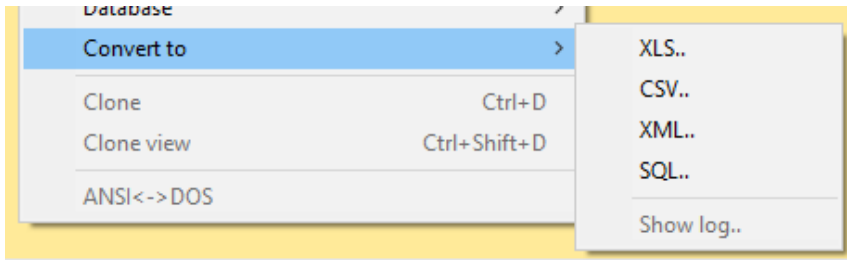 Database
Convert to
Clone Ctrl+D
Clone view Ctrl+Shift+D
ANSI<->DOS
XLS..
CSV..
XML..
SQL..
Show log..